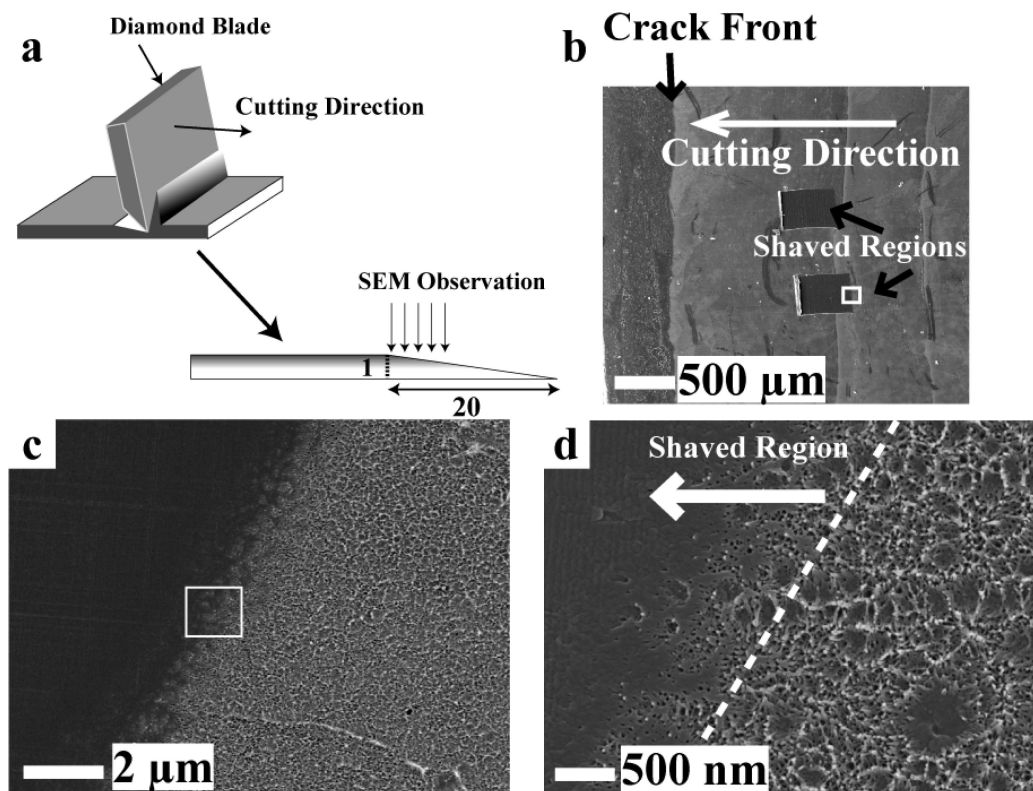 a
Diamond Blade
Cutting Direction
SEM Observation
1
20
b
Crack Front
Cutting Direction
Shaved Regions
500 µm
c
2 µm
d
Shaved Region
500 nm